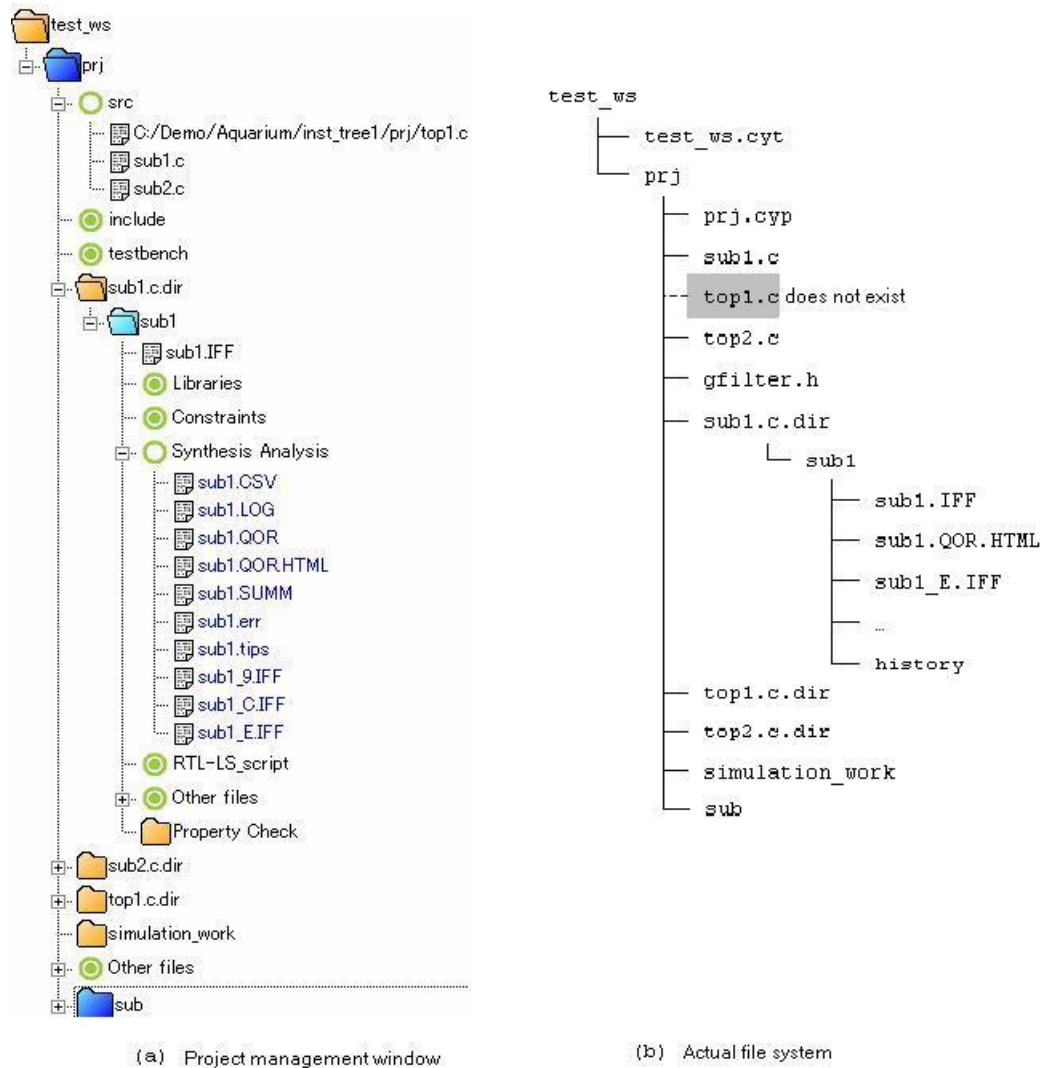 test_ws
prj
src
C:/Demo/Aquarium/inst_tree1/prj/top1.c
sub1.c
sub2.c
include
testbench
sub1.c.dir
sub1
sub1.IFF
Libraries
Constraints
Synthesis Analysis
sub1.CSV
sub1.LOG
sub1.QOR
sub1.QOR.HTML
sub1.SUMM
sub1.err
sub1.tips
sub1_9.IFF
sub1_C.IFF
sub1_E.IFF
RTL-LS_script
Other files
Property Check
sub2.c.dir
top1.c.dir
simulation_work
Other files
sub
(a) Project management window
test_ws
test_ws.cyt
prj
prj.cyp
sub1.c
top1.c does not exist
top2.c
gfilter.h
sub1.c.dir
sub1
sub1.IFF
sub1.QOR.HTML
sub1_E.IFF
…
history
top1.c.dir
top2.c.dir
simulation_work
sub
(b) Actual file system